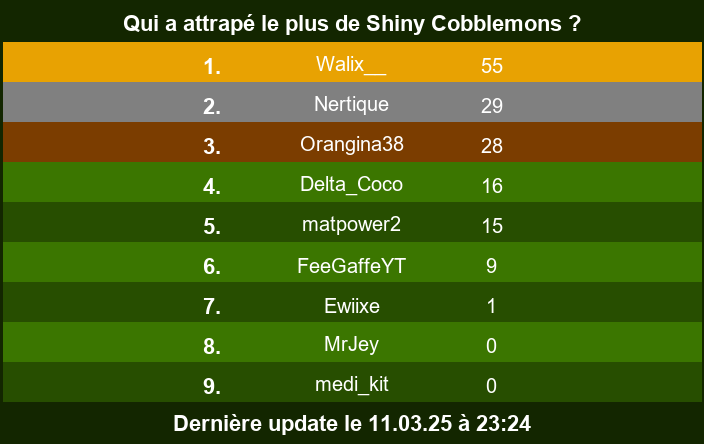 Qui a attrapé le plus de Shiny Cobblemons ?
1. Walix__ 55
2. Nertique 29
3. Orangina38 28
4. Delta_Coco 16
5. matpower2 15
6. FeeGaffeYT 9
7. Ewiixe 1
8. MrJey 0
9. medi_kit 0
Dernière update le 11.03.25 à 23:24